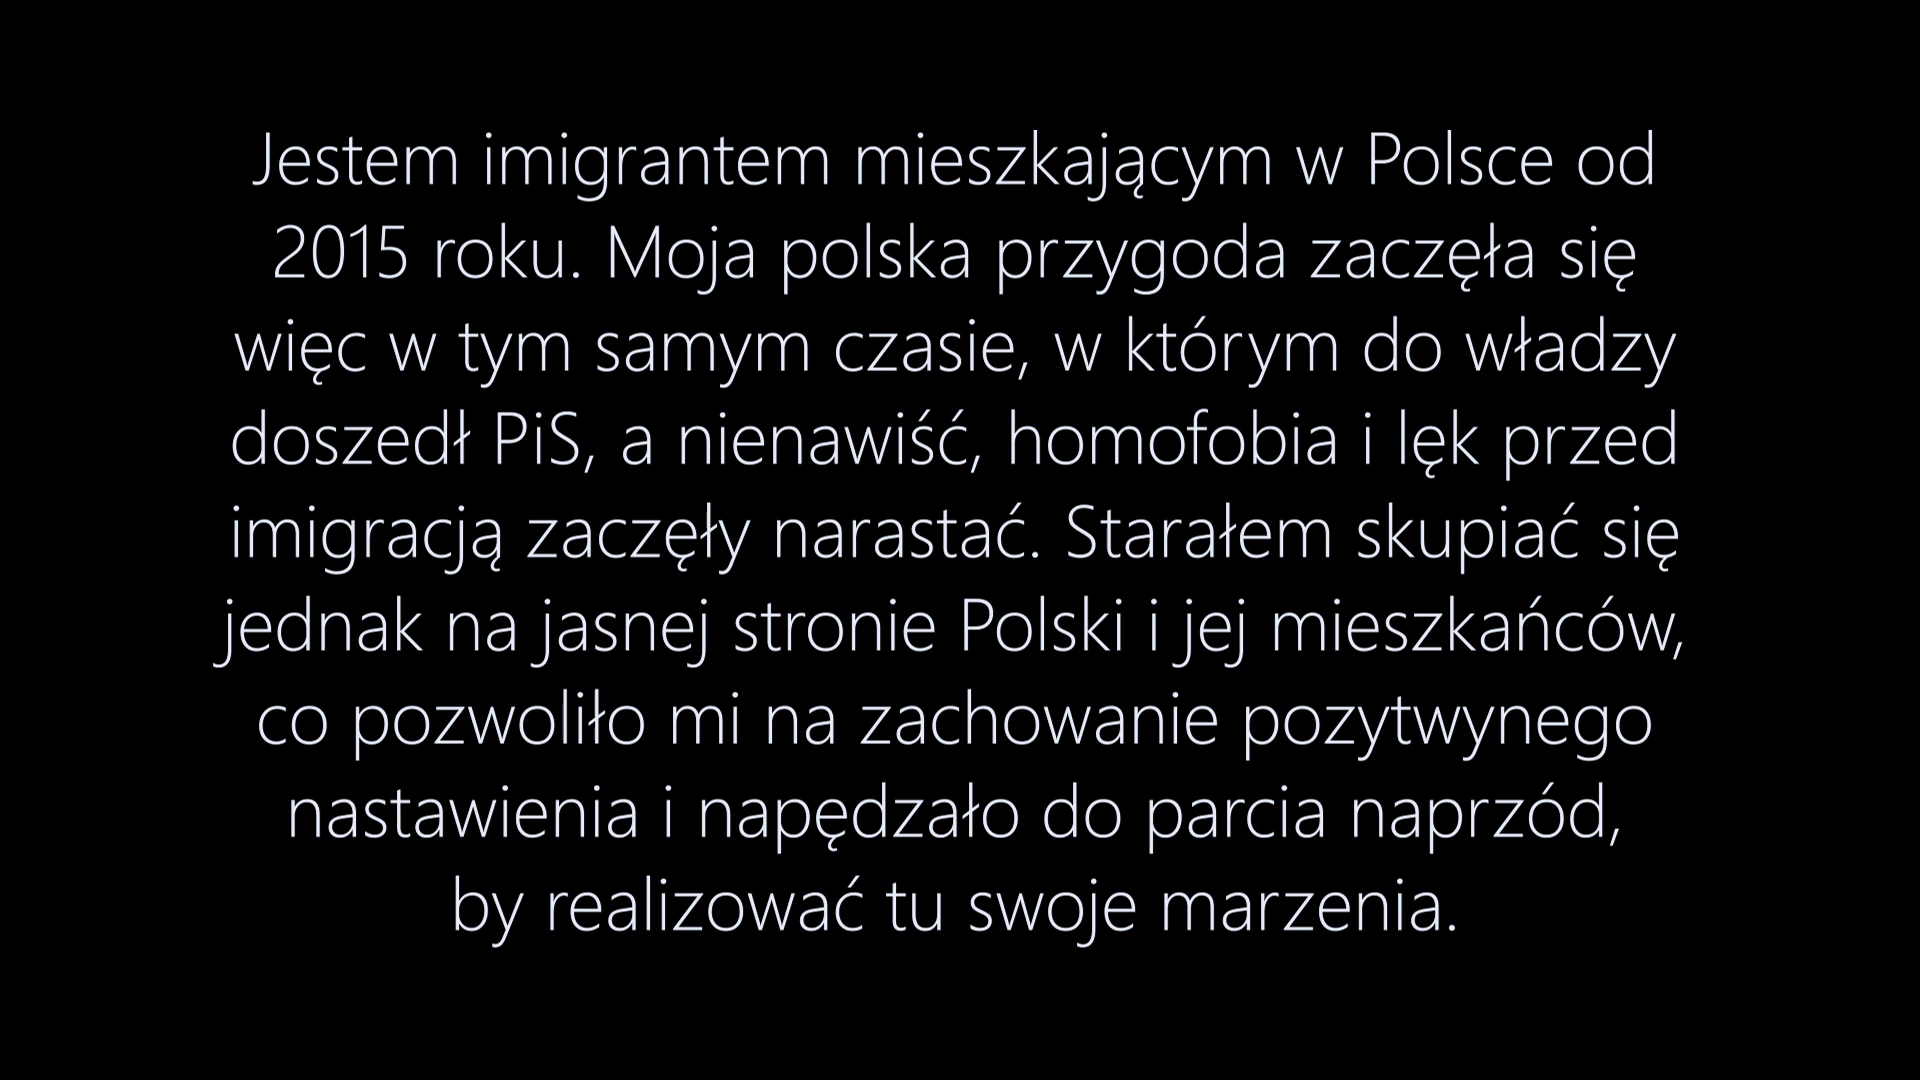 Jestem imigrantem mieszkającym w Polsce od
2015 roku. Moja polska przygoda zaczęła się
więc w tym samym czasie, w którym do władzy
doszedł PiS, a nienawiść, homofobia i lęk przed
imigracją zaczęły narastać. Starałem skupiać się
jednak na jasnej stronie Polski i jej mieszkańców,
co pozwoliło mi na zachowanie pozytwynego
nastawienia i napędzało do parcia naprzód,
by realizować tu swoje marzenia.